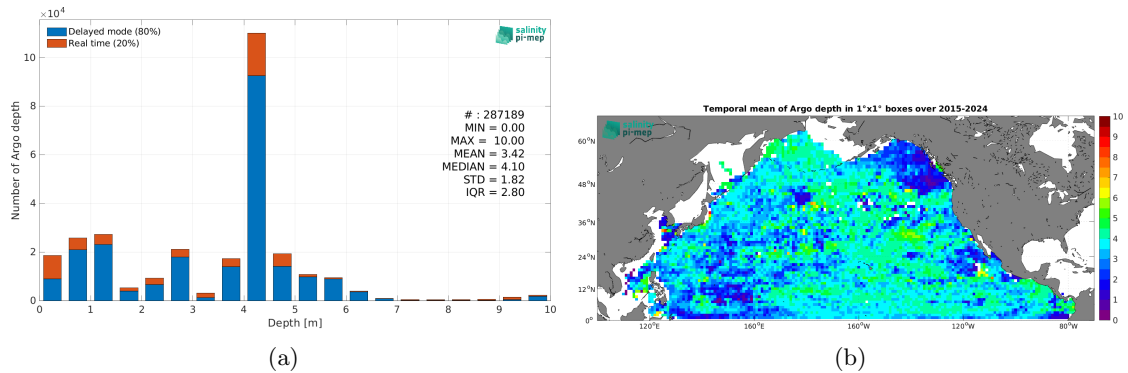 ×10⁴
Delayed mode (80%)
Real time (20%)
salinity
pi-mep
# : 287189
MIN = 0.00
MAX = 10.00
MEAN = 3.42
MEDIAN = 4.10
STD = 1.82
IQR = 2.80
Number of Argo depth
10
8
6
4
2
0
0 1 2 3 4 5 6 7 8 9 10
Depth [m]
(a)
Temporal mean of Argo depth in 1°x1° boxes over 2015-2024
salinity
pi-mep
60°N
48°N
36°N
24°N
12°N
0°
120°E 160°E 160°W 120°W 80°W
10
9
8
7
6
5
4
3
2
1
0
(b)